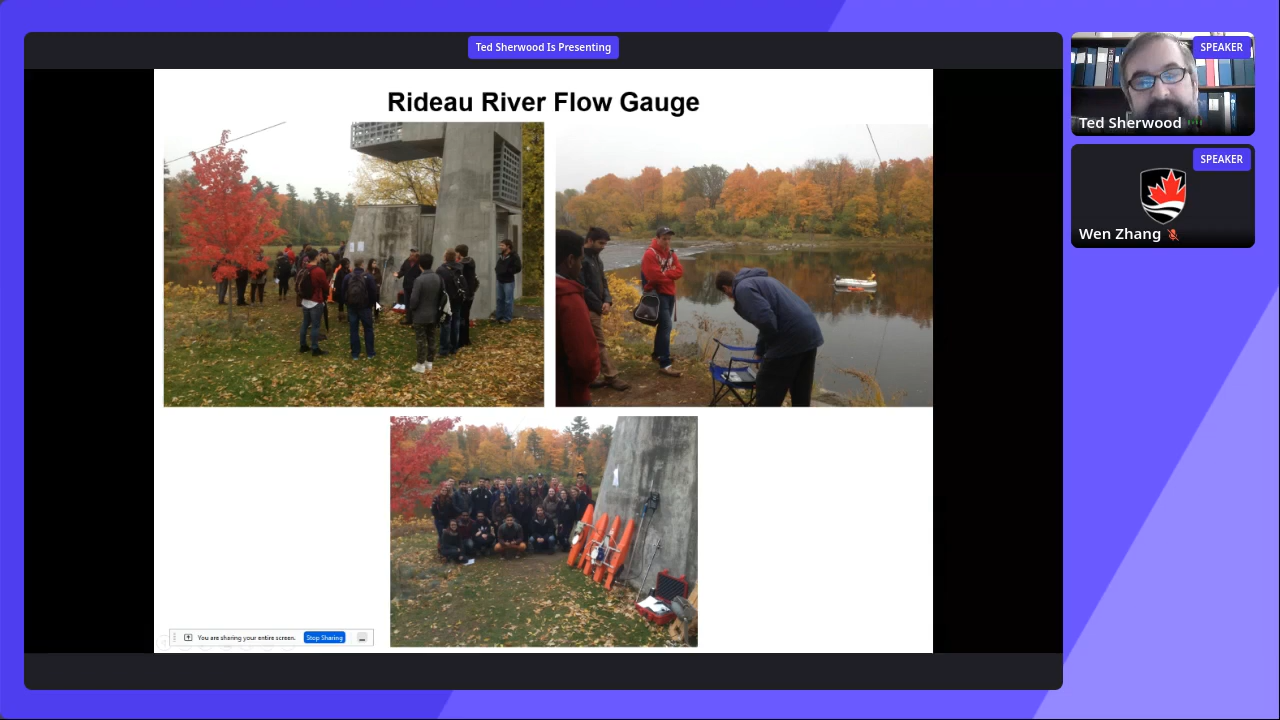 Ted Sherwood Is Presenting
Rideau River Flow Gauge
You are sharing your entire screen.
Stop Sharing
SPEAKER
Ted Sherwood
SPEAKER
Wen Zhang